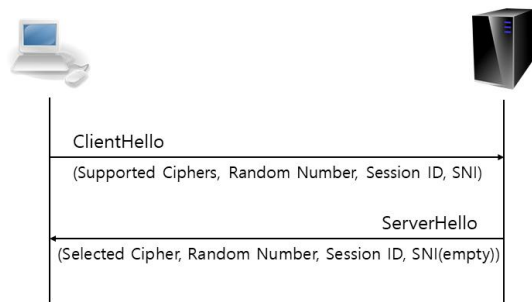 ClientHello
(Supported Ciphers, Random Number, Session ID, SNI)
ServerHello
(Selected Cipher, Random Number, Session ID, SNI(empty))